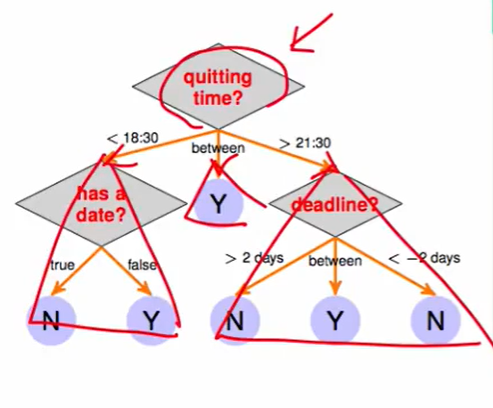 quitting
time?
< 18:30
between
> 21:30
has a
date?
Y
deadline?
true
false
> 2 days
between
< −2 days
N
Y
N
Y
N